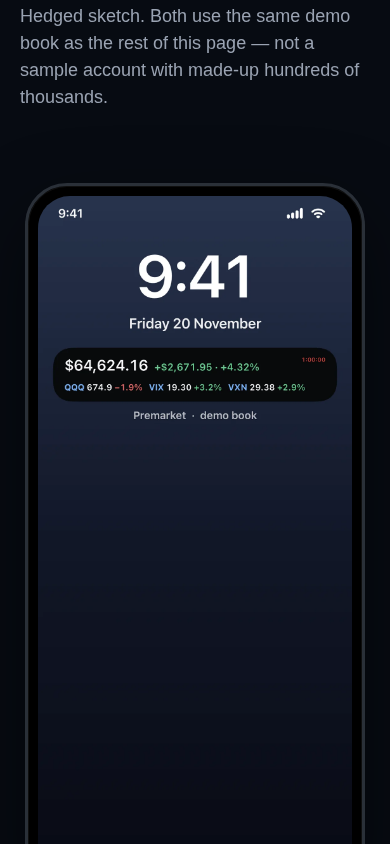 Hedged sketch. Both use the same demo
book as the rest of this page — not a
sample account with made-up hundreds of
thousands.
9:41
9:41
Friday 20 November
$64,624.16 +$2,671.95 · +4.32% 1:00:00
QQQ 674.9 −1.9% VIX 19.30 +3.2% VXN 29.38 +2.9%
Premarket · demo book